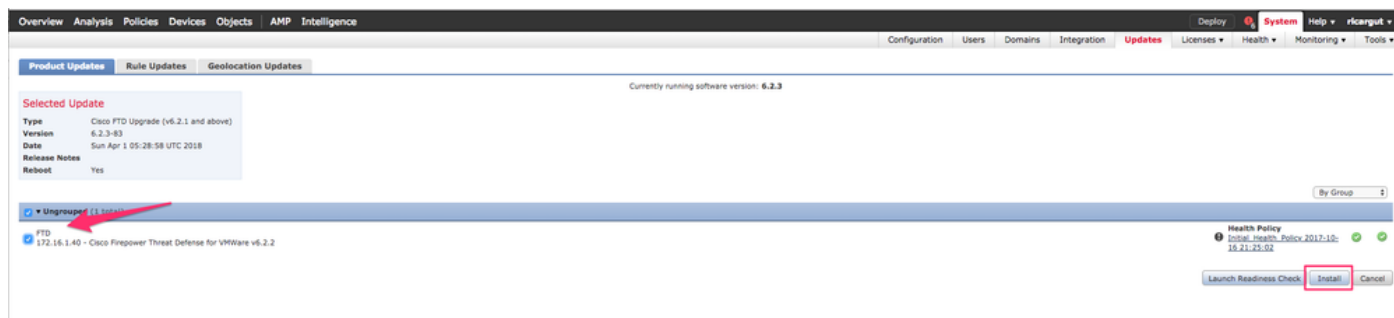 Overview Analysis Policies Devices Objects AMP Intelligence Deploy System Help ricargut
Configuration Users Domains Integration Updates Licenses Health Monitoring Tools
Product Updates Rule Updates Geolocation Updates
Currently running software version: 6.2.3
Selected Update
Type Cisco FTD Upgrade (v6.2.1 and above)
Version 6.2.3-83
Date Sun Apr 1 05:28:58 UTC 2018
Release Notes
Reboot Yes
By Group
Ungrouped (1 total)
FTD
172.16.1.40 - Cisco Firepower Threat Defense for VMWare v6.2.2
Health Policy
Initial_Health_Policy 2017-10-
16 21:25:02
Launch Readiness Check Install Cancel